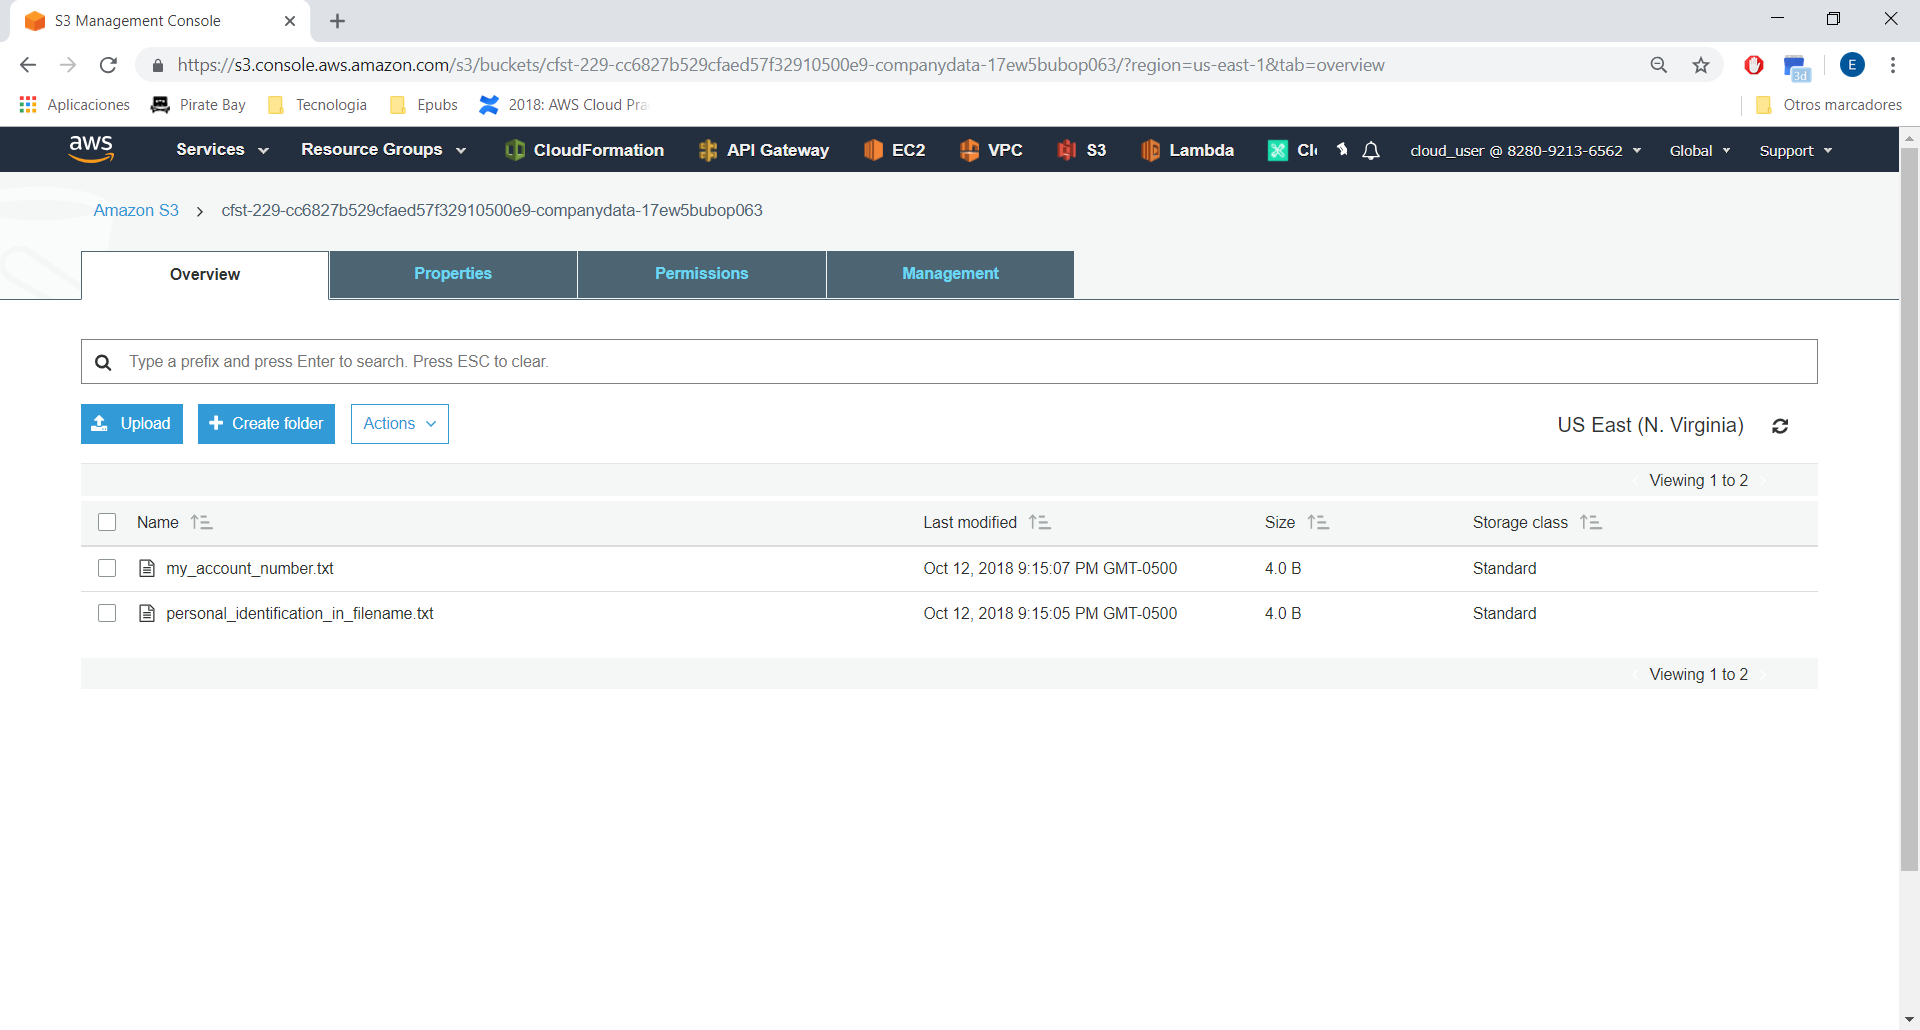 S3 Management Console
https://s3.console.aws.amazon.com/s3/buckets/cfst-229-cc6827b529cfaed57f32910500e9-companydata-17ew5bubop063/?region=us-east-1&tab=overview
3d
E
Aplicaciones Pirate Bay Tecnologia Epubs 2018: AWS Cloud Pra Otros marcadores
aws Services Resource Groups CloudFormation API Gateway EC2 VPC S3 Lambda Cl cloud_user @ 8280-9213-6562 Global Support
Amazon S3 > cfst-229-cc6827b529cfaed57f32910500e9-companydata-17ew5bubop063
Overview Properties Permissions Management
Type a prefix and press Enter to search. Press ESC to clear.
Upload + Create folder Actions US East (N. Virginia)
Viewing 1 to 2
Name Last modified Size Storage class
my_account_number.txt Oct 12, 2018 9:15:07 PM GMT-0500 4.0 B Standard
personal_identification_in_filename.txt Oct 12, 2018 9:15:05 PM GMT-0500 4.0 B Standard
Viewing 1 to 2